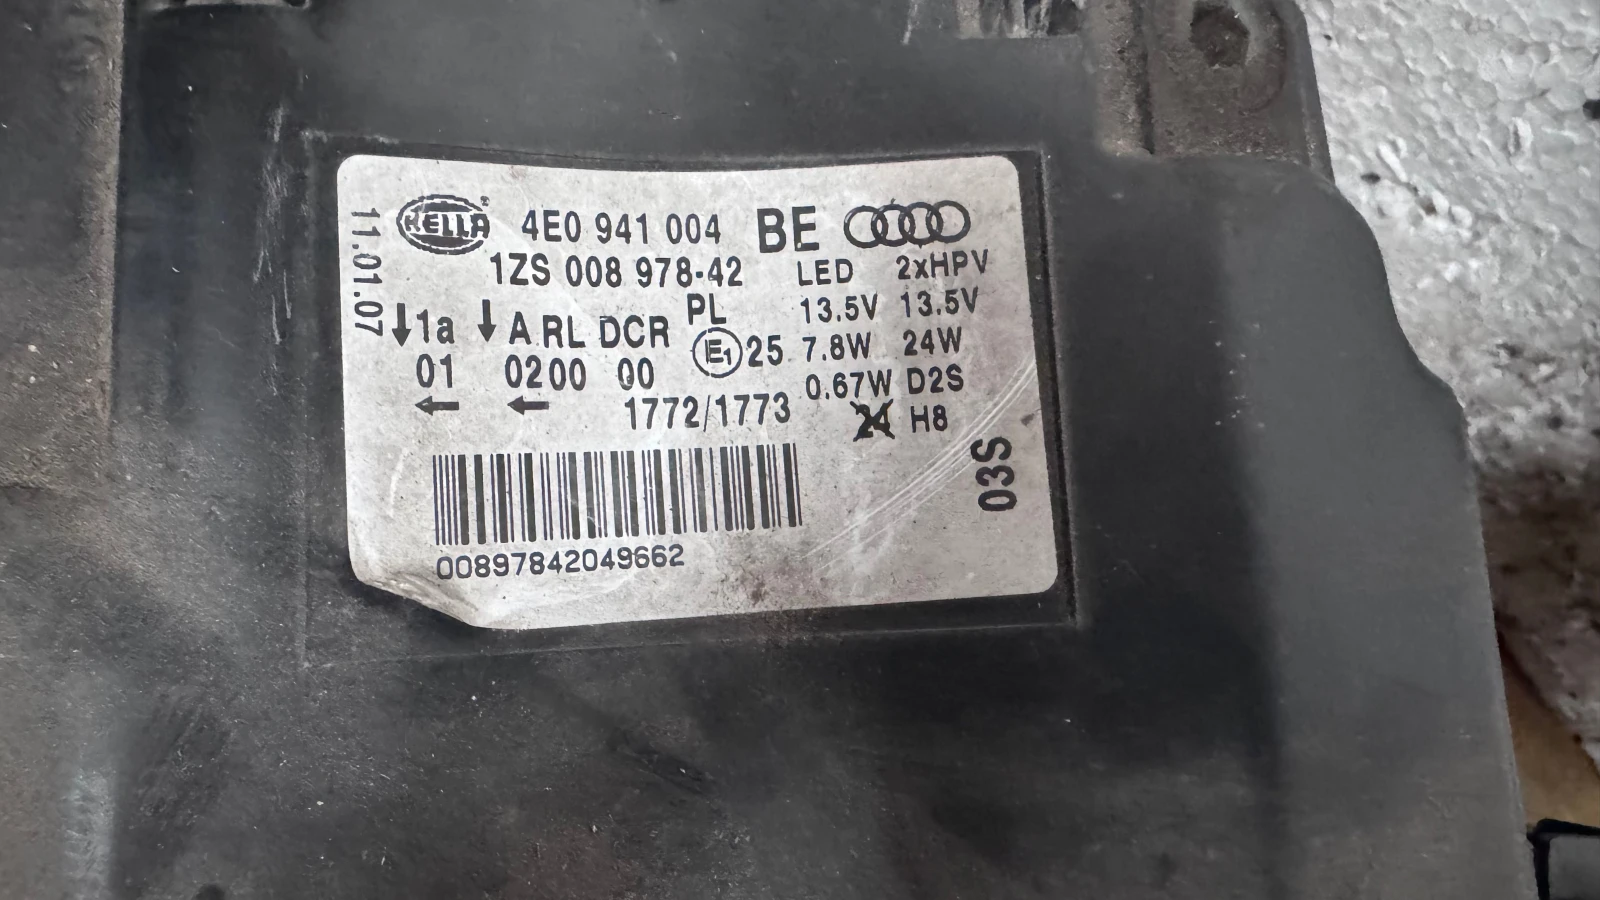 HELLA 4E0 941 004 BE
1ZS 008 978-42 LED 2xHPV
PL 13.5V 13.5V
↓1a ↓ A RL DCR E1 25 7.8W 24W
01 0200 00 0.67W D2S
← ← 1772/1773 24 H8
11.01.07
03S
00897842049662